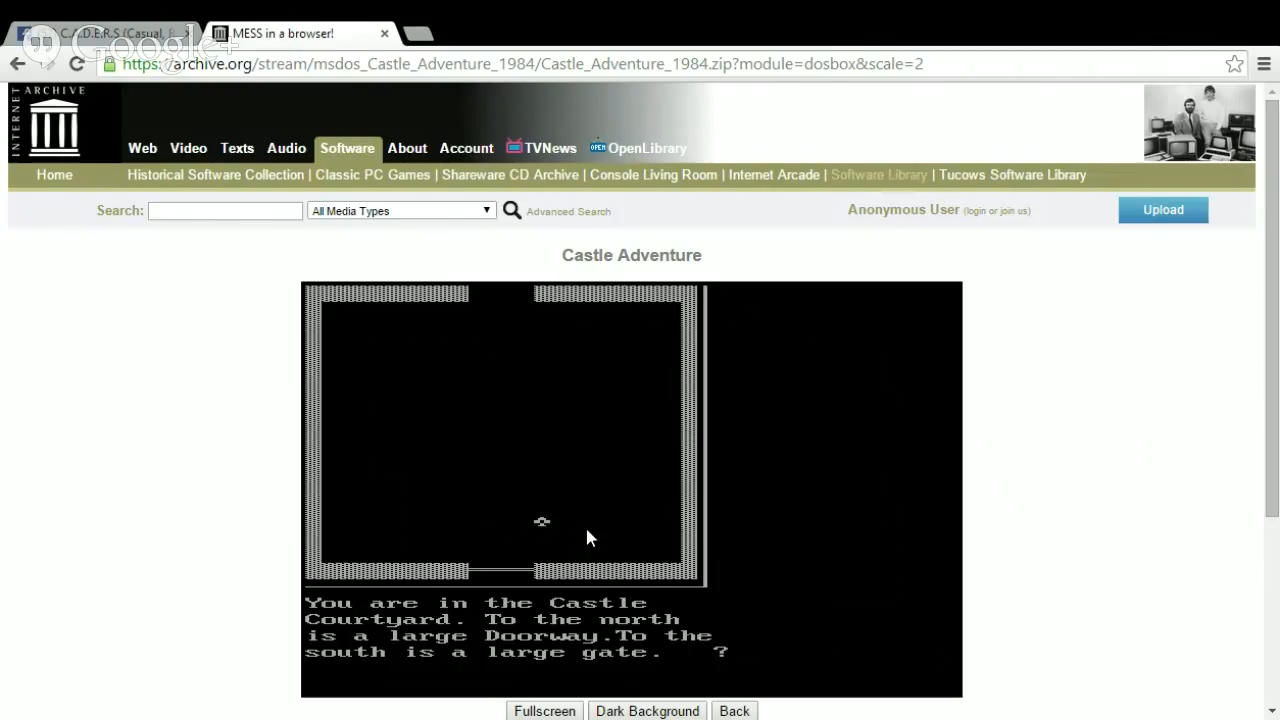 C.A.D.E.R.S (Casual,
MESS in a browser!
Google+
https://archive.org/stream/msdos_Castle_Adventure_1984/Castle_Adventure_1984.zip?module=dosbox&scale=2
INTERNET ARCHIVE
Web Video Texts Audio Software About Account TVNews OPEN OpenLibrary
Home Historical Software Collection | Classic PC Games | Shareware CD Archive | Console Living Room | Internet Arcade | Software Library | Tucows Software Library
Search: All Media Types Advanced Search Anonymous User (login or join us) Upload
Castle Adventure
You are in the Castle
Courtyard. To the north
is a large Doorway.To the
south is a large gate. ?
Fullscreen Dark Background Back